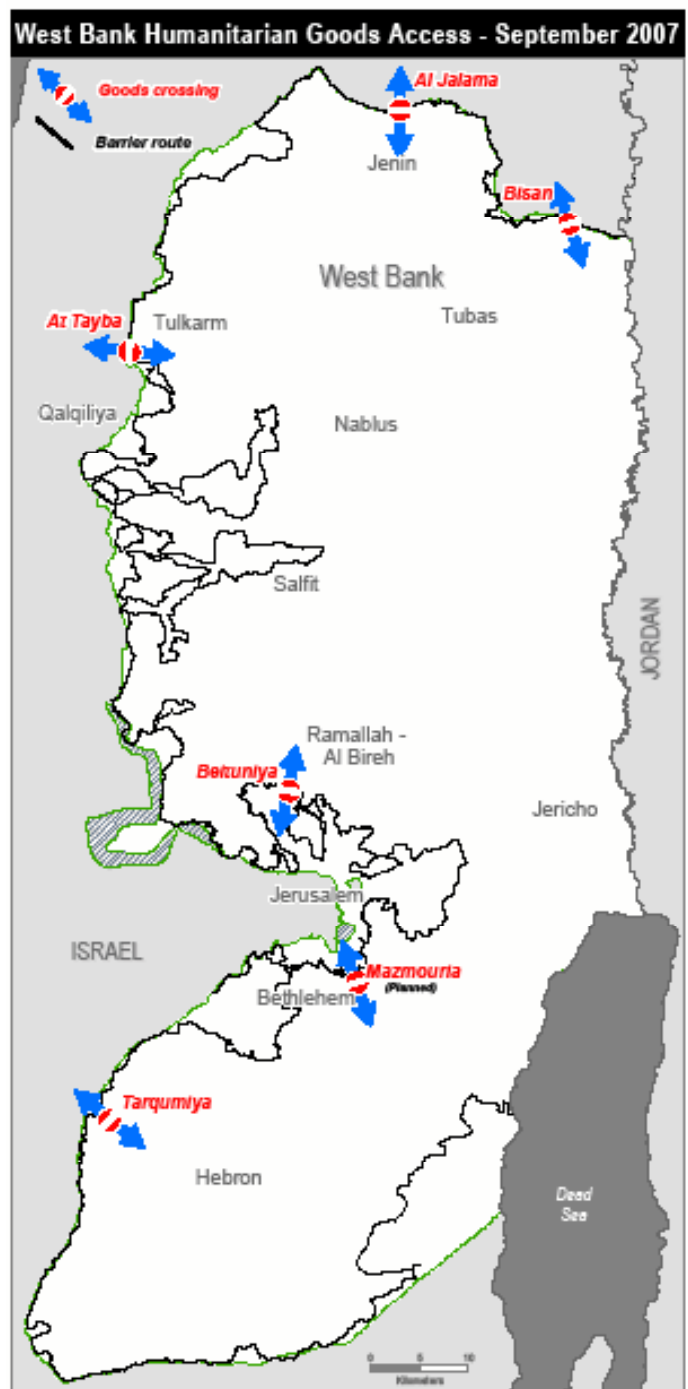 West Bank Humanitarian Goods Access - September 2007
Goods crossing
Barrier route
Al Jalama
Jenin
Bisan
West Bank
Tubas
At Tayba
Tulkarm
Qalqiliya
Nablus
Salfit
JORDAN
Ramallah -
Al Bireh
Beituniya
Jericho
Jerusalem
ISRAEL
Mazmouria
(Planned)
Bethlehem
Tarqumiya
Hebron
Dead
Sea
0 5 10
Kilometers